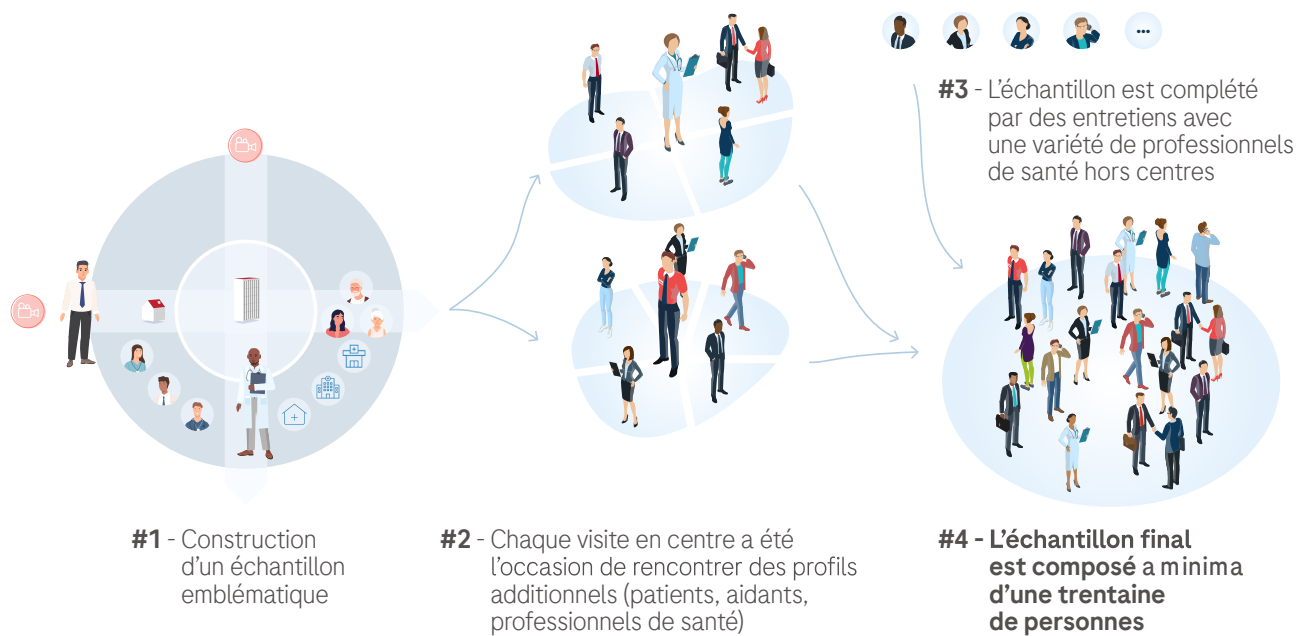 #1 - Construction
d'un échantillon
emblématique
#2 - Chaque visite en centre a été
l'occasion de rencontrer des profils
additionnels (patients, aidants,
professionnels de santé)
#3 - L'échantillon est complété
par des entretiens avec
une variété de professionnels
de santé hors centres
#4 - L'échantillon final
est composé a minima
d'une trentaine
de personnes